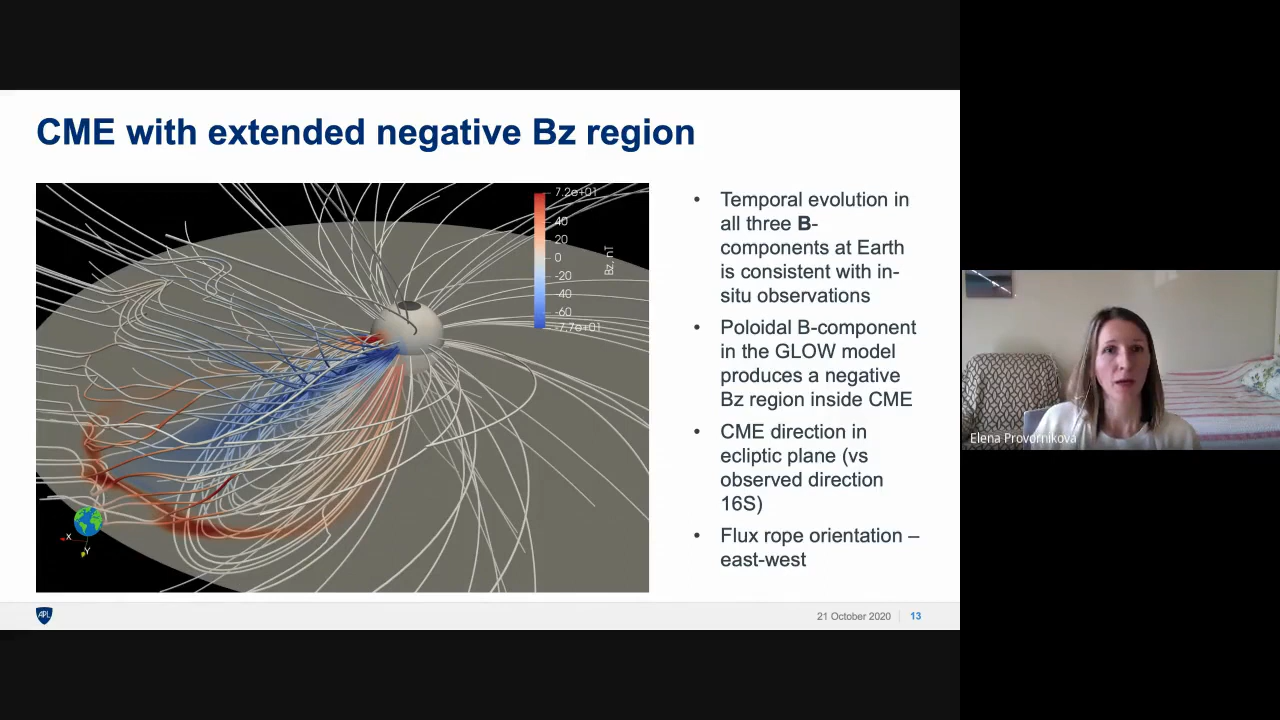 CME with extended negative Bz region
7.2e+01
40
20
0
-20
-40
-60
-7.7e+01
Bz, nT
X
Y
• Temporal evolution in
all three B-
components at Earth
is consistent with in-
situ observations
• Poloidal B-component
in the GLOW model
produces a negative
Bz region inside CME
• CME direction in
ecliptic plane (vs
observed direction
16S)
• Flux rope orientation –
east-west
Elena Provornikova
APL
21 October 2020 | 13